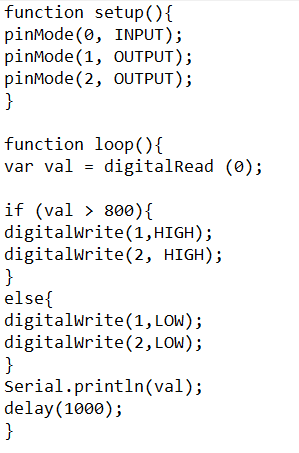 function setup(){
pinMode(0, INPUT);
pinMode(1, OUTPUT);
pinMode(2, OUTPUT);
}

function loop(){
var val = digitalRead (0);

if (val > 800){
digitalWrite(1,HIGH);
digitalWrite(2, HIGH);
}
else{
digitalWrite(1,LOW);
digitalWrite(2,LOW);
}
Serial.println(val);
delay(1000);
}